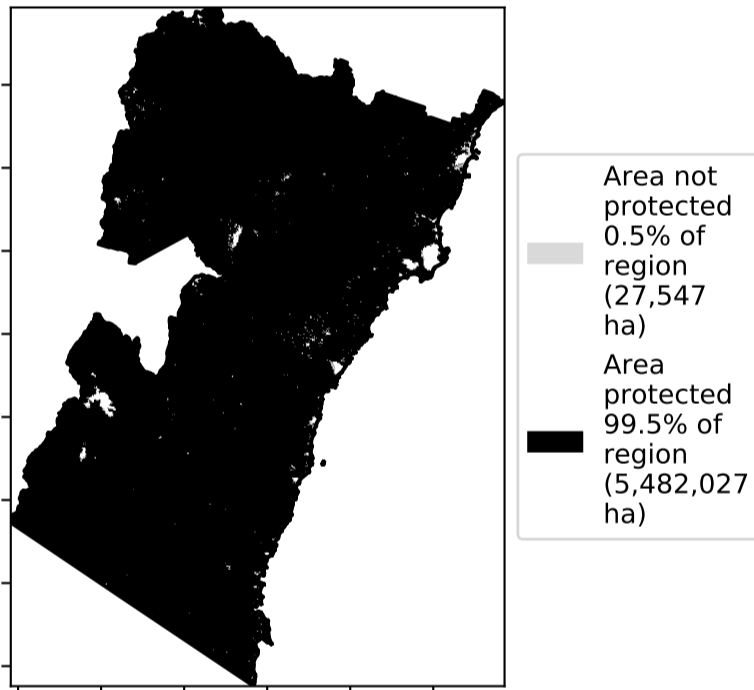 Area not
protected
0.5% of
region
(27,547
ha)
Area
protected
99.5% of
region
(5,482,027
ha)